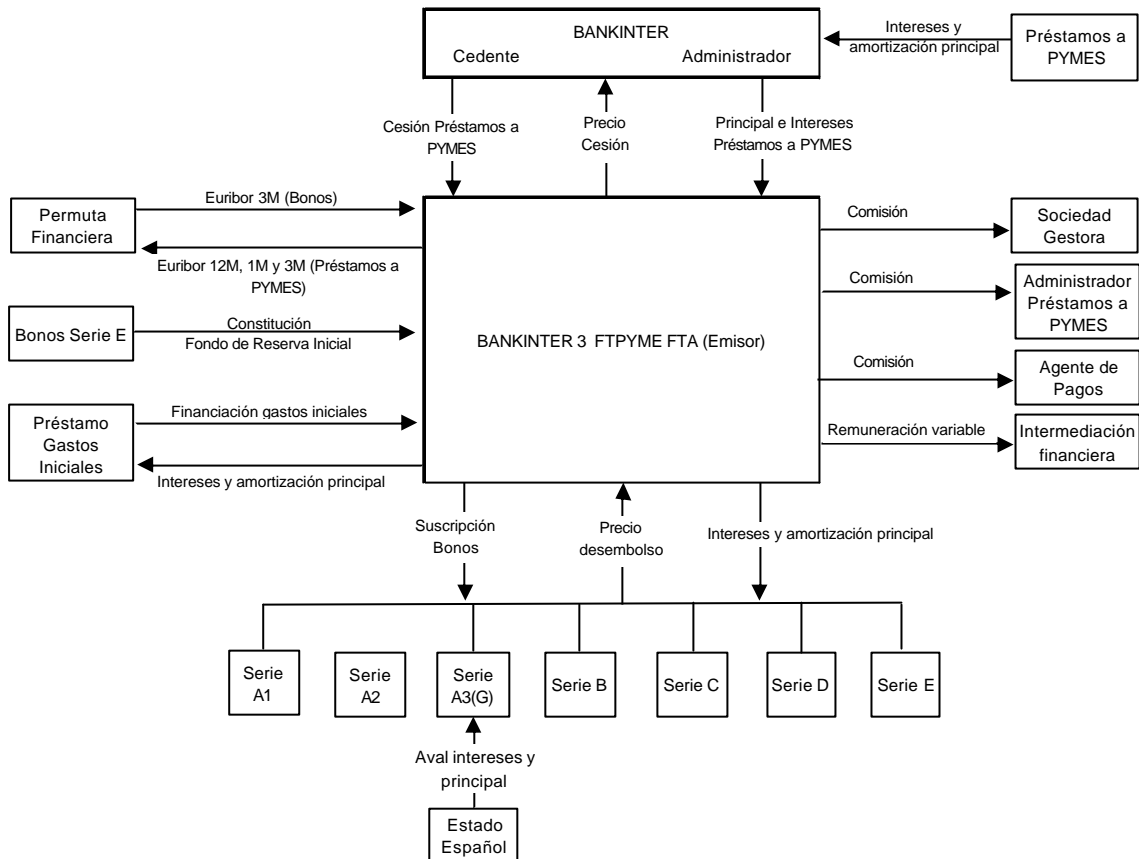 BANKINTER
Cedente
Administrador
Intereses y
amortización principal
Préstamos a
PYMES
Cesión Préstamos a
PYMES
Precio
Cesión
Principal e Intereses
Préstamos a PYMES
Permuta
Financiera
Euribor 3M (Bonos)
Euribor 12M, 1M y 3M (Préstamos a
PYMES)
Bonos Serie E
Constitución
Fondo de Reserva Inicial
Préstamo
Gastos
Iniciales
Financiación gastos iniciales
Intereses y amortización principal
BANKINTER 3 FTPYME FTA (Emisor)
Comisión
Sociedad
Gestora
Comisión
Administrador
Préstamos a
PYMES
Comisión
Agente de
Pagos
Remuneración variable
Intermediación
financiera
Suscripción
Bonos
Precio
desembolso
Intereses y amortización principal
Serie
A1
Serie
A2
Serie
A3(G)
Serie B
Serie C
Serie D
Serie E
Aval intereses y
principal
Estado
Español